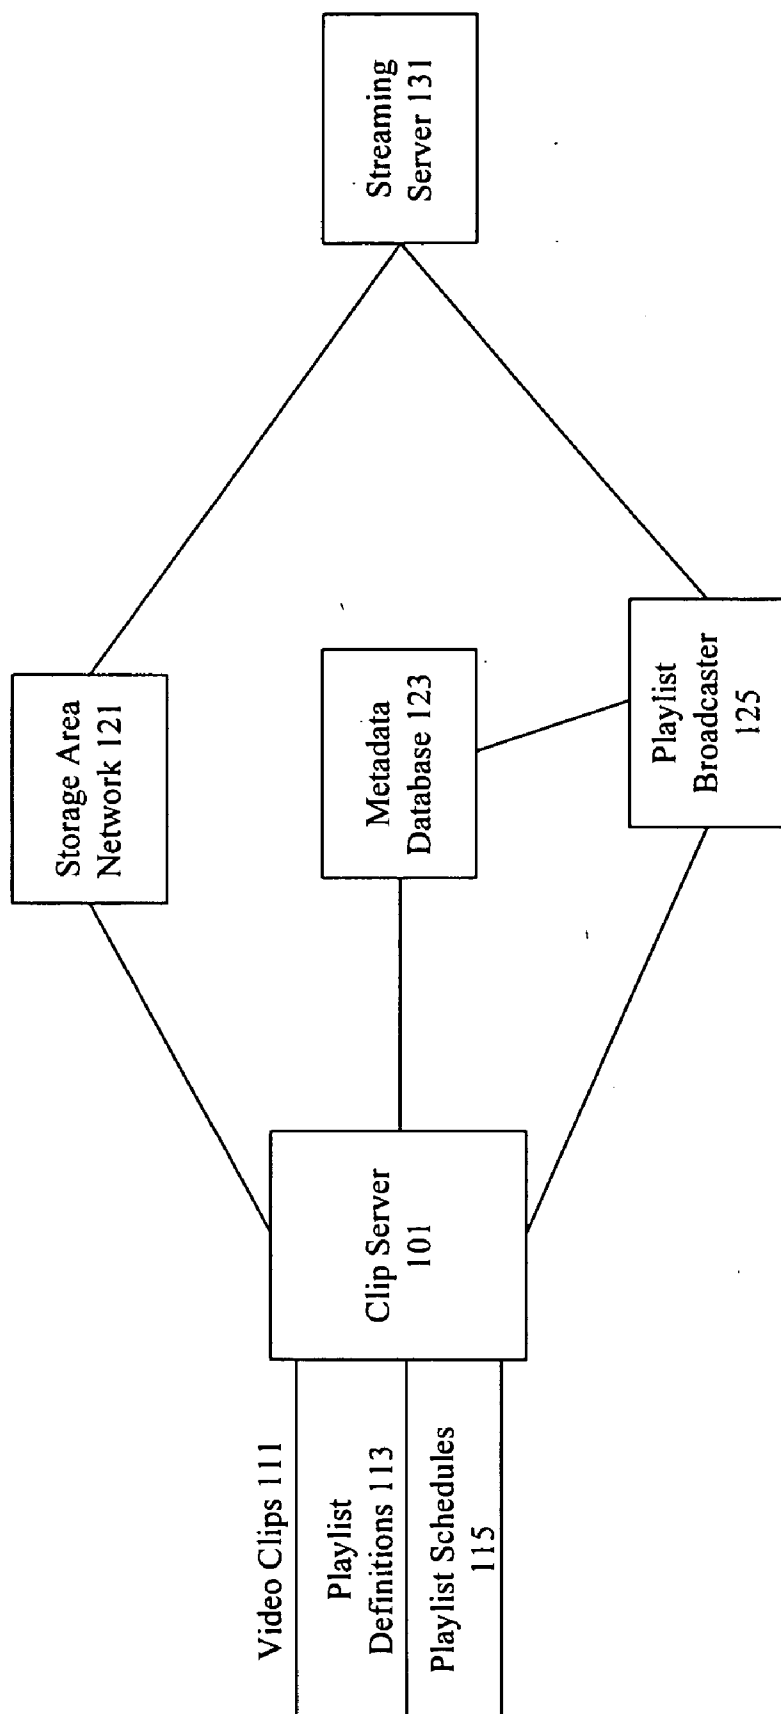 Video Clips 111
Playlist
Definitions 113
Playlist Schedules
115
Clip Server
101
Storage Area
Network 121
Metadata
Database 123
Playlist
Broadcaster
125
Streaming
Server 131